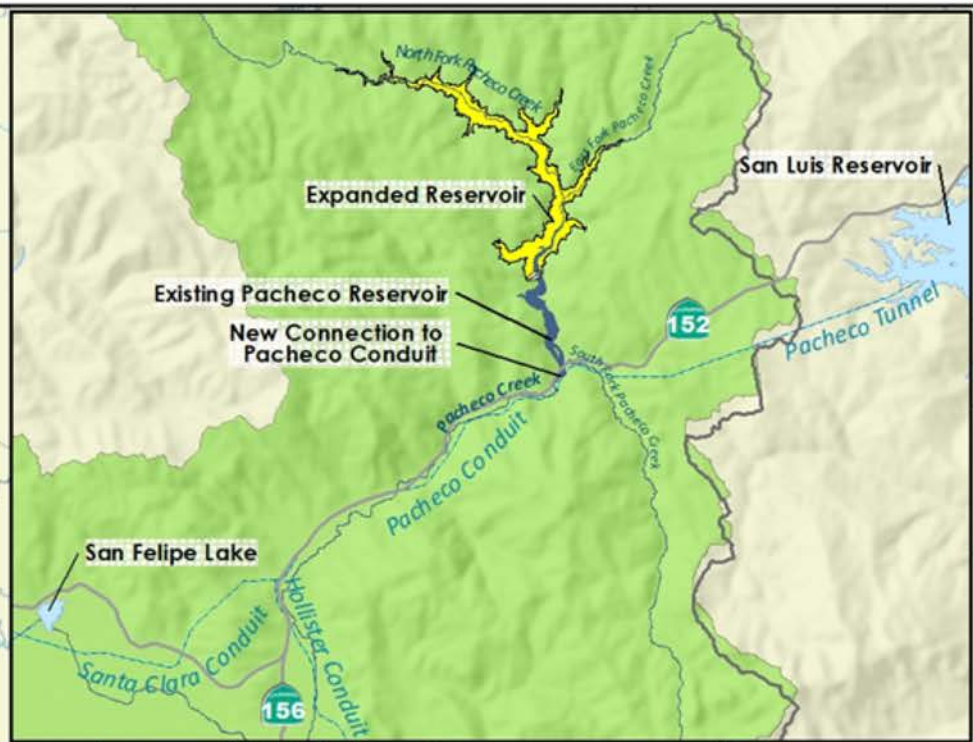 North Fork Pacheco Creek
East Fork Pacheco Creek
San Luis Reservoir
Expanded Reservoir
Existing Pacheco Reservoir
152
Pacheco Tunnel
New Connection to
Pacheco Conduit
South Fork Pacheco Creek
Pacheco Creek
Pacheco Conduit
San Felipe Lake
Hollister Conduit
Santa Clara Conduit
156